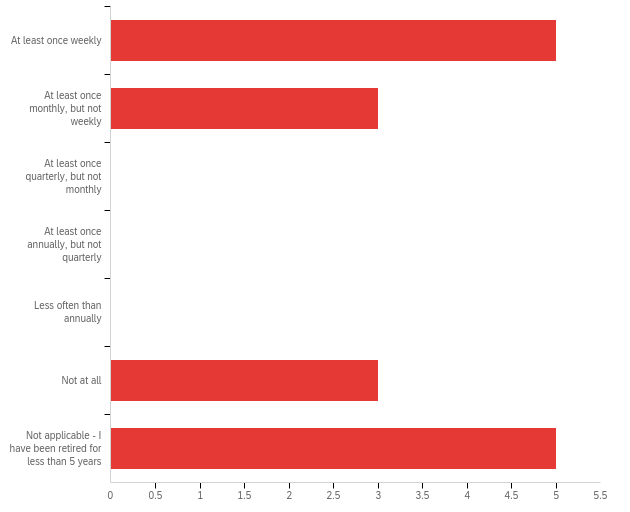 At least once weekly
At least once
monthly, but not
weekly
At least once
quarterly, but not
monthly
At least once
annually, but not
quarterly
Less often than
annually
Not at all
Not applicable - I
have been retired for
less than 5 years
0 0.5 1 1.5 2 2.5 3 3.5 4 4.5 5 5.5